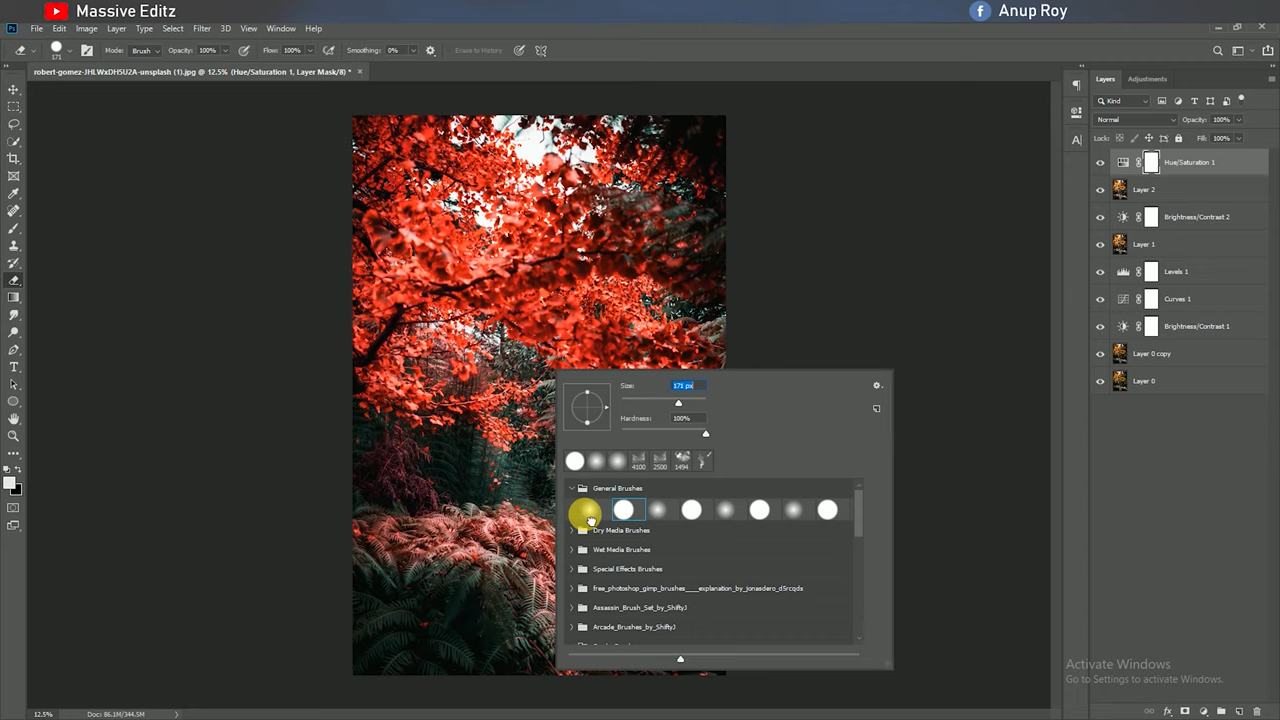 Massive Editz
Anup Roy
Ps File Edit Image Layer Type Select Filter 3D View Window Help
171 Mode: Brush Opacity: 100% Flow: 100% Smoothing: 0% Erase to History
robert-gomez-JHLWxDH5U2A-unsplash (1).jpg @ 12.5% (Hue/Saturation 1, Layer Mask/8) *
Layers Adjustments
Kind
Normal Opacity: 100%
Lock: Fill: 100%
Hue/Saturation 1
Layer 2
Brightness/Contrast 2
Layer 1
Levels 1
Curves 1
Brightness/Contrast 1
Layer 0 copy
Layer 0
Size: 171 px
Hardness: 100%
4100 2500 1494
General Brushes
Dry Media Brushes
Wet Media Brushes
Special Effects Brushes
free_photoshop_gimp_brushes____explanation_by_jonasdero_d5rcqds
Assassin_Brush_Set_by_ShiftyJ
Arcade_Brushes_by_ShiftyJ
Activate Windows
Go to Settings to activate Windows.
12.5% Doc: 86.1M/344.5M